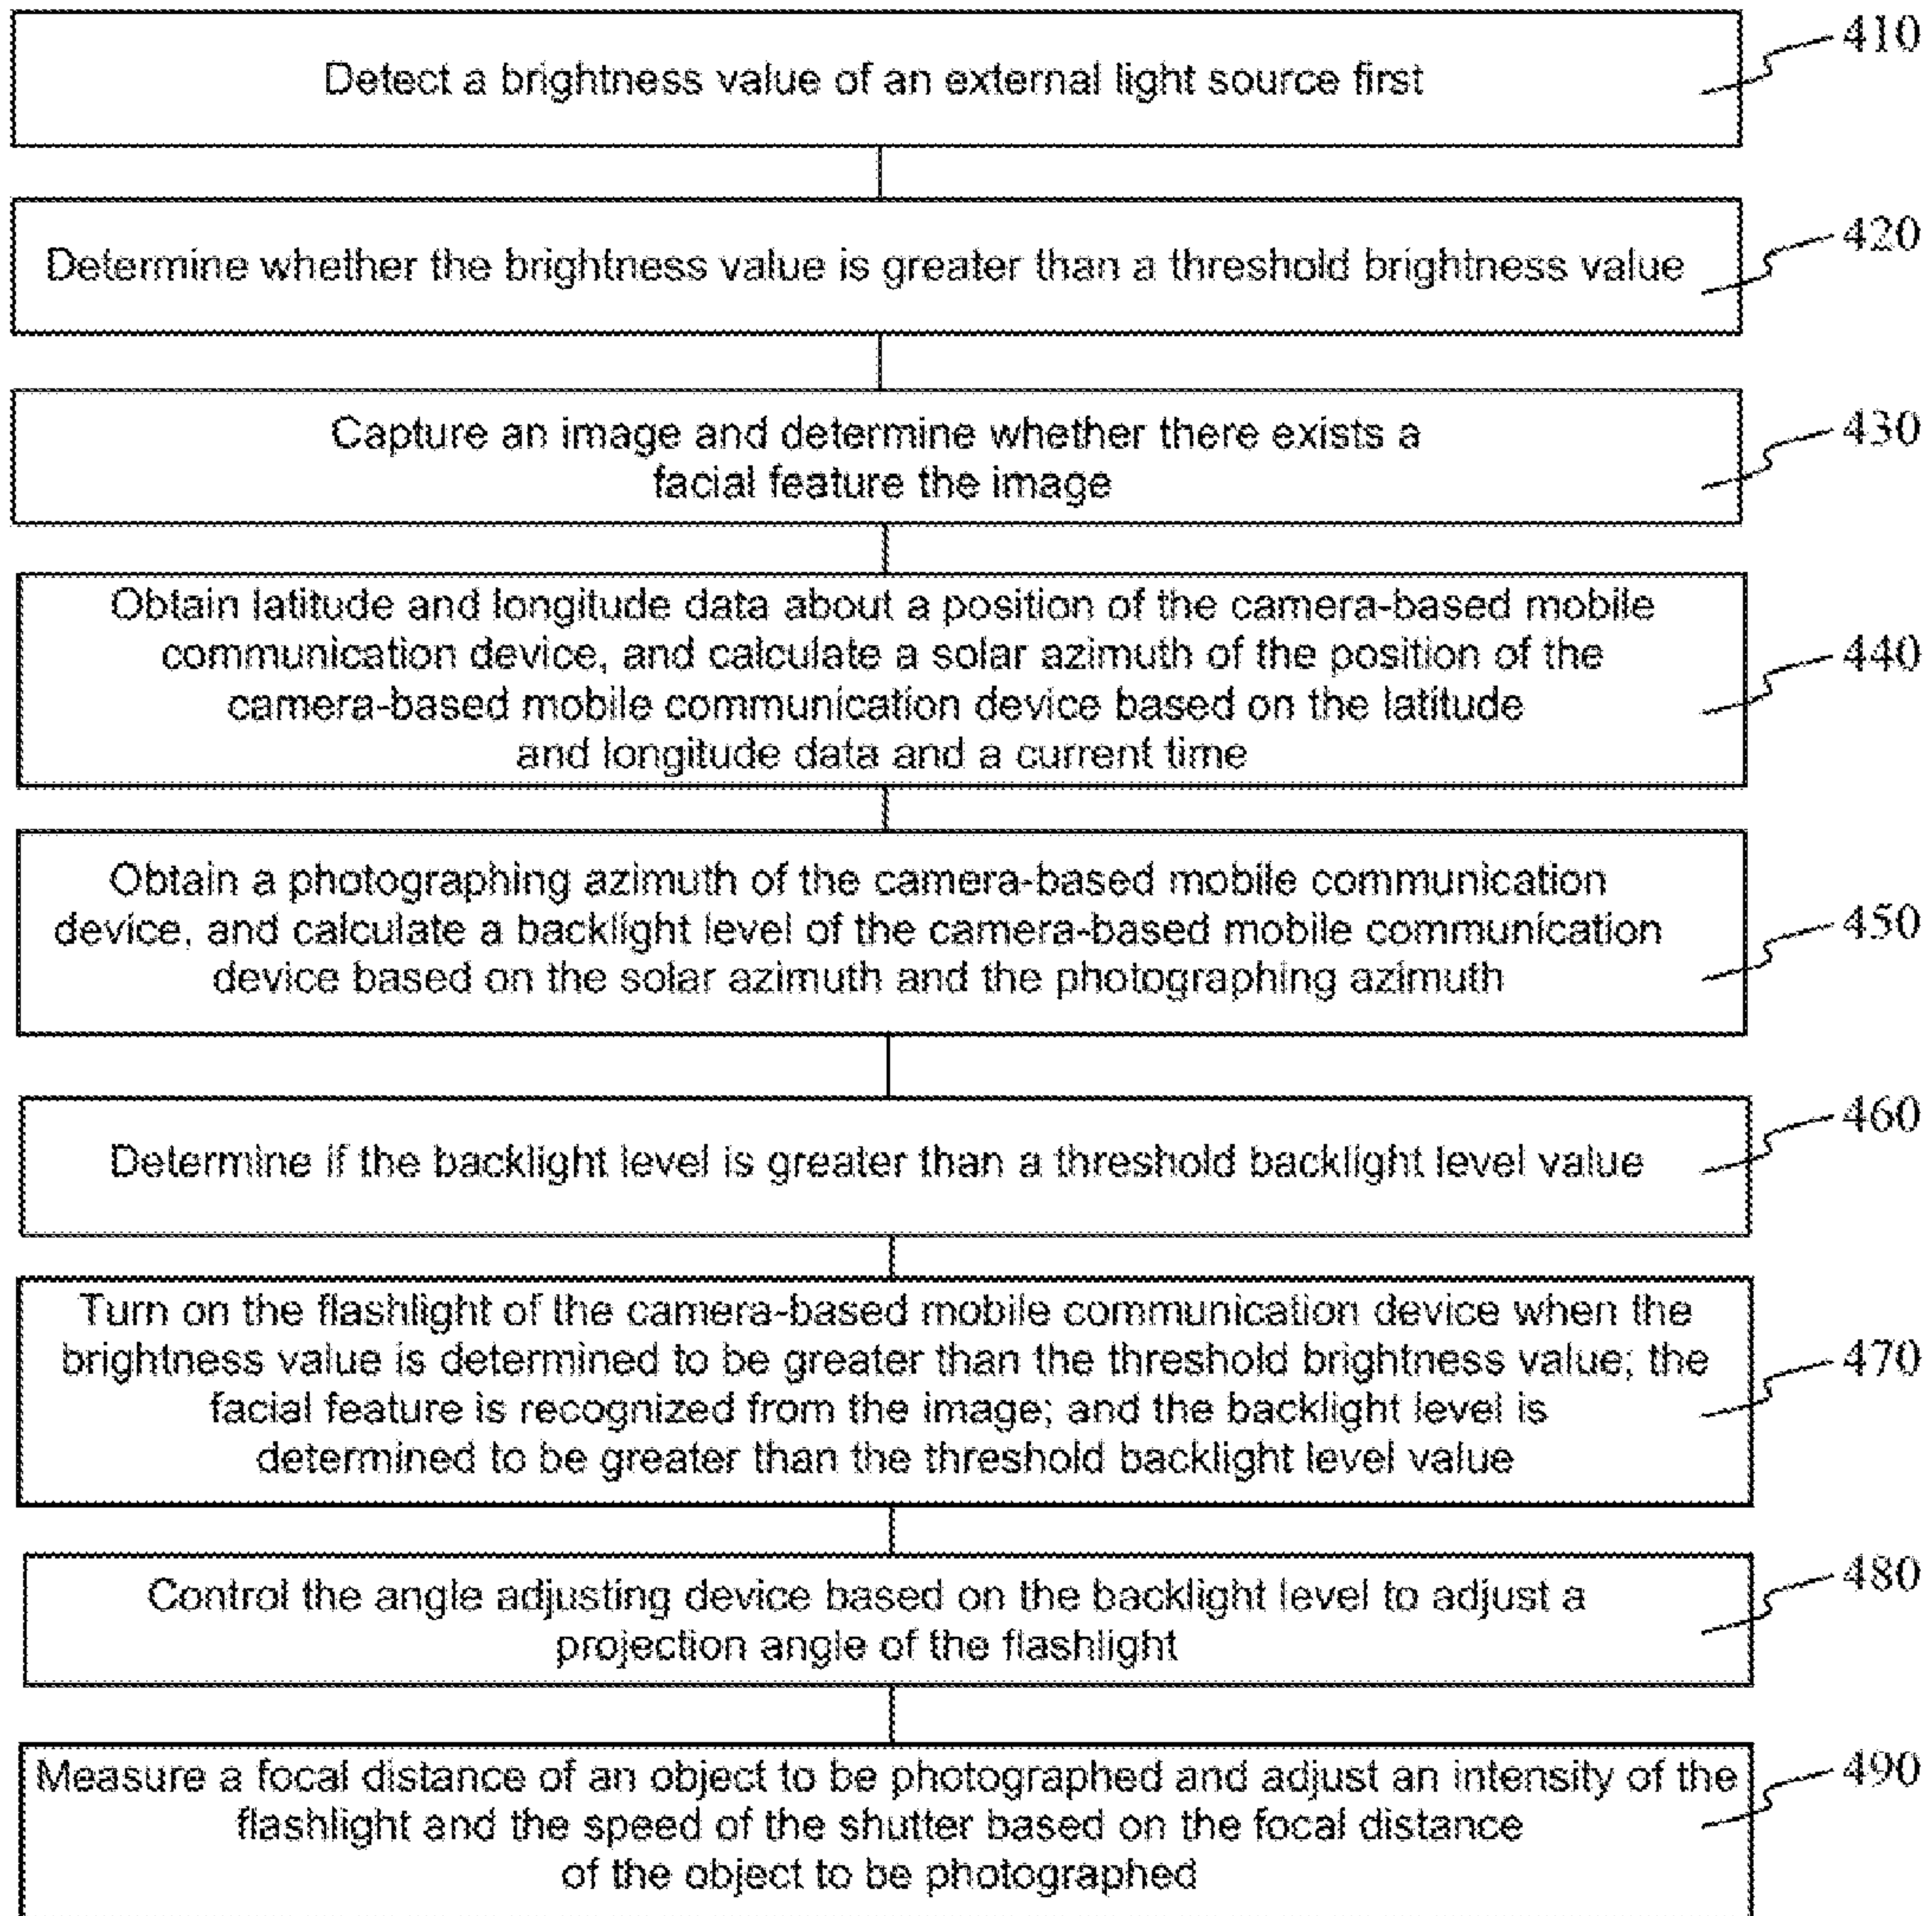 410
Detect a brightness value of an external light source first
420
Determine whether the brightness value is greater than a threshold brightness value
430
Capture an image and determine whether there exists a
facial feature the image
440
Obtain latitude and longitude data about a position of the camera-based mobile
communication device, and calculate a solar azimuth of the position of the
camera-based mobile communication device based on the latitude
and longitude data and a current time
450
Obtain a photographing azimuth of the camera-based mobile communication
device, and calculate a backlight level of the camera-based mobile communication
device based on the solar azimuth and the photographing azimuth
460
Determine if the backlight level is greater than a threshold backlight level value
470
Turn on the flashlight of the camera-based mobile communication device when the
brightness value is determined to be greater than the threshold brightness value; the
facial feature is recognized from the image; and the backlight level is
determined to be greater than the threshold backlight level value
480
Control the angle adjusting device based on the backlight level to adjust a
projection angle of the flashlight
490
Measure a focal distance of an object to be photographed and adjust an intensity of the
flashlight and the speed of the shutter based on the focal distance
of the object to be photographed